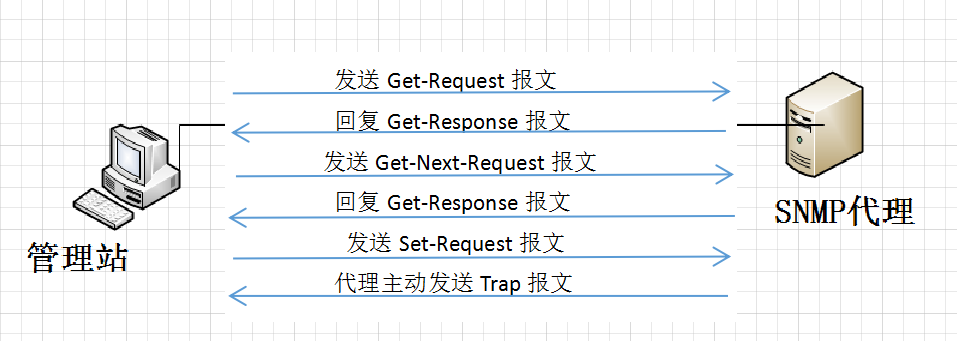 发送 Get-Request 报文
回复 Get-Response 报文
发送 Get-Next-Request 报文
回复 Get-Response 报文
发送 Set-Request 报文
代理主动发送 Trap 报文
管理站
SNMP代理